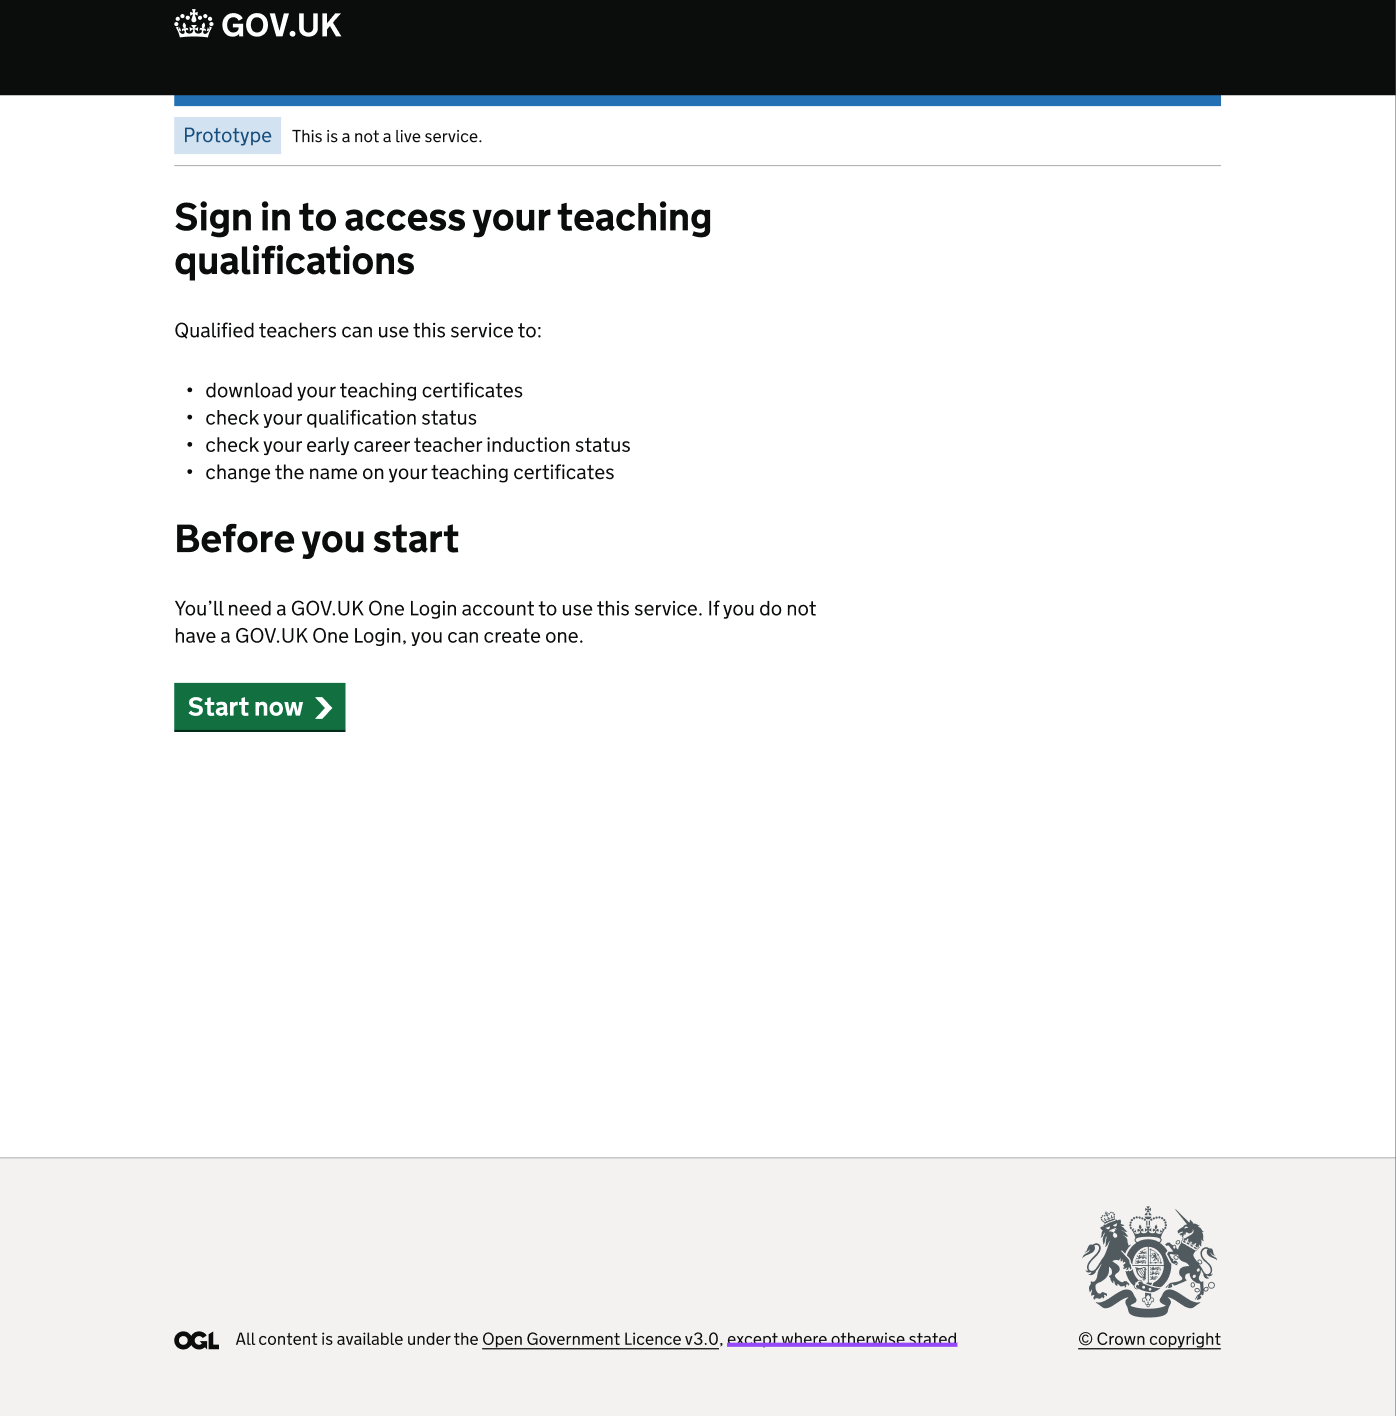 GOV.UK
Prototype This is a not a live service.
Sign in to access your teaching
qualifications
Qualified teachers can use this service to:
• download your teaching certificates
• check your qualification status
• check your early career teacher induction status
• change the name on your teaching certificates
Before you start
You’ll need a GOV.UK One Login account to use this service. If you do not
have a GOV.UK One Login, you can create one.
Start now
OGL All content is available under the Open Government Licence v3.0, except where otherwise stated
© Crown copyright